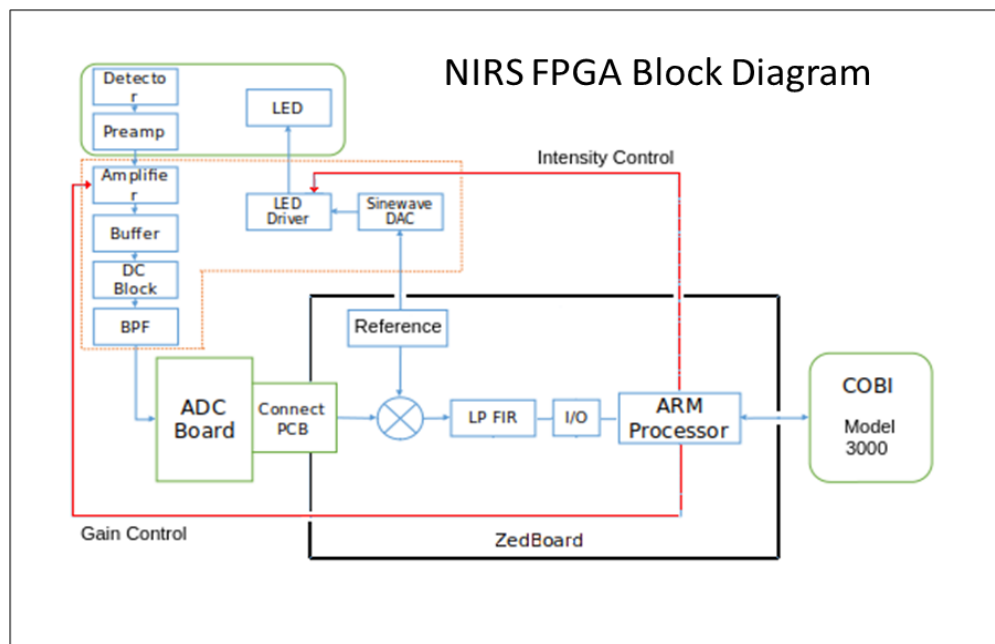 NIRS FPGA Block Diagram
Detecto
r
Preamp
LED
Intensity Control
Amplifie
r
LED
Driver
Sinewave
DAC
Buffer
DC
Block
BPF
Reference
ADC
Board
Connect
PCB
LP FIR
I/O
ARM
Processor
COBI
Model
3000
Gain Control
ZedBoard